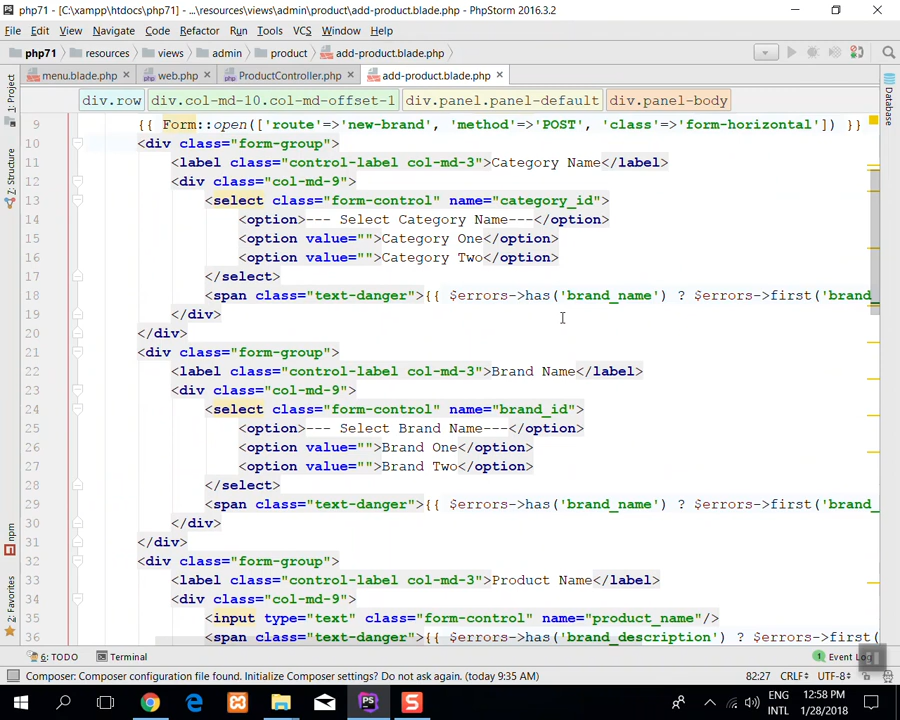 php71 - [C:\xampp\htdocs\php71] - ...\resources\views\admin\product\add-product.blade.php - PhpStorm 2016.3.2
File Edit View Navigate Code Refactor Run Tools VCS Window Help
php71 resources views admin product add-product.blade.php
menu.blade.php web.php ProductController.php add-product.blade.php
div.row div.col-md-10.col-md-offset-1 div.panel.panel-default div.panel-body
1: Project
Z: Structure
npm
2: Favorites
Database
9 {{ Form::open(['route'=>'new-brand', 'method'=>'POST', 'class'=>'form-horizontal']) }}
10 <div class="form-group">
11 <label class="control-label col-md-3">Category Name</label>
12 <div class="col-md-9">
13 <select class="form-control" name="category_id">
14 <option>--- Select Category Name---</option>
15 <option value="">Category One</option>
16 <option value="">Category Two</option>
17 </select>
18 <span class="text-danger">{{ $errors->has('brand_name') ? $errors->first('brand
19 </div>
20 </div>
21 <div class="form-group">
22 <label class="control-label col-md-3">Brand Name</label>
23 <div class="col-md-9">
24 <select class="form-control" name="brand_id">
25 <option>--- Select Brand Name---</option>
26 <option value="">Brand One</option>
27 <option value="">Brand Two</option>
28 </select>
29 <span class="text-danger">{{ $errors->has('brand_name') ? $errors->first('brand_
30 </div>
31 </div>
32 <div class="form-group">
33 <label class="control-label col-md-3">Product Name</label>
34 <div class="col-md-9">
35 <input type="text" class="form-control" name="product_name"/>
36 <span class="text-danger">{{ $errors->has('brand_description') ? $errors->first(
6: TODO Terminal 1 Event Log
Composer: Composer configuration file found. Initialize Composer settings? Do not ask again. (today 9:35 AM) 82:27 CRLF UTF-8
ENG 12:58 PM
INTL 1/28/2018